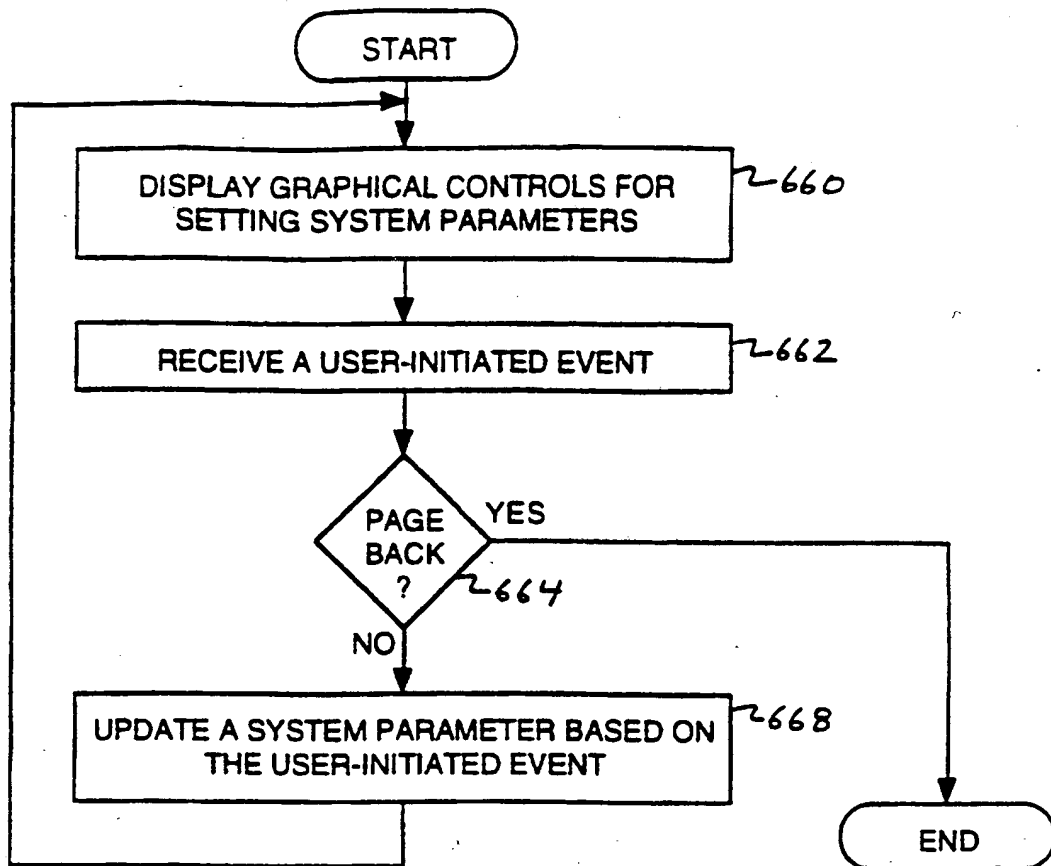 START
DISPLAY GRAPHICAL CONTROLS FOR
SETTING SYSTEM PARAMETERS
660
RECEIVE A USER-INITIATED EVENT
662
PAGE
BACK
?
YES
664
NO
UPDATE A SYSTEM PARAMETER BASED ON
THE USER-INITIATED EVENT
668
END